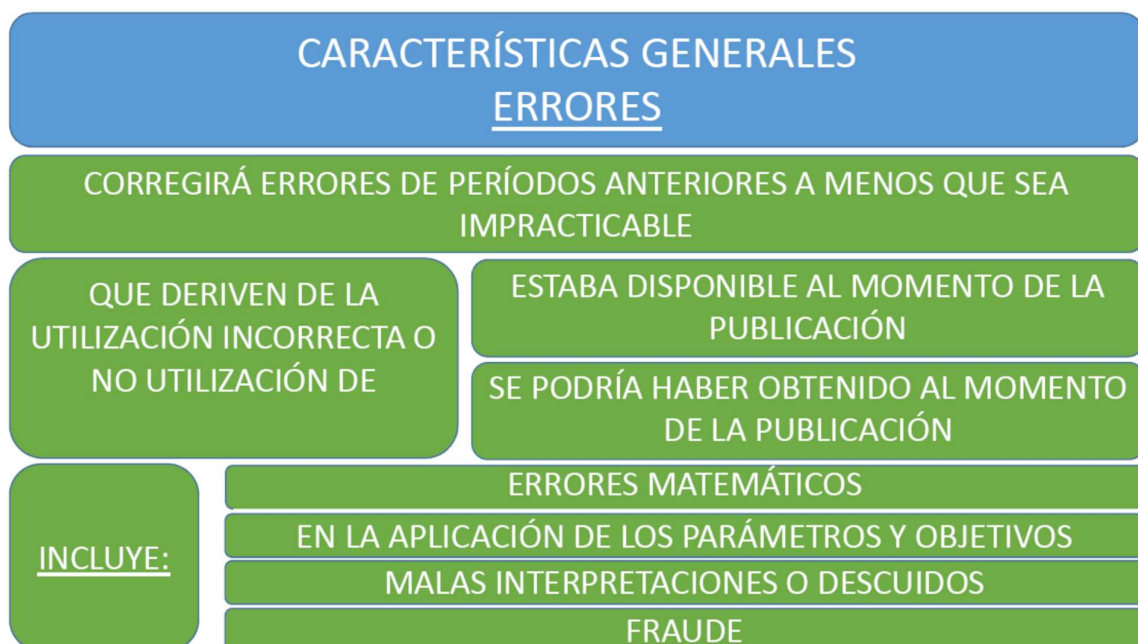 CARACTERÍSTICAS GENERALES
ERRORES
CORREGIRÁ ERRORES DE PERÍODOS ANTERIORES A MENOS QUE SEA
IMPRACTICABLE
QUE DERIVEN DE LA
UTILIZACIÓN INCORRECTA O
NO UTILIZACIÓN DE
ESTABA DISPONIBLE AL MOMENTO DE LA
PUBLICACIÓN
SE PODRÍA HABER OBTENIDO AL MOMENTO
DE LA PUBLICACIÓN
INCLUYE:
ERRORES MATEMÁTICOS
EN LA APLICACIÓN DE LOS PARÁMETROS Y OBJETIVOS
MALAS INTERPRETACIONES O DESCUIDOS
FRAUDE